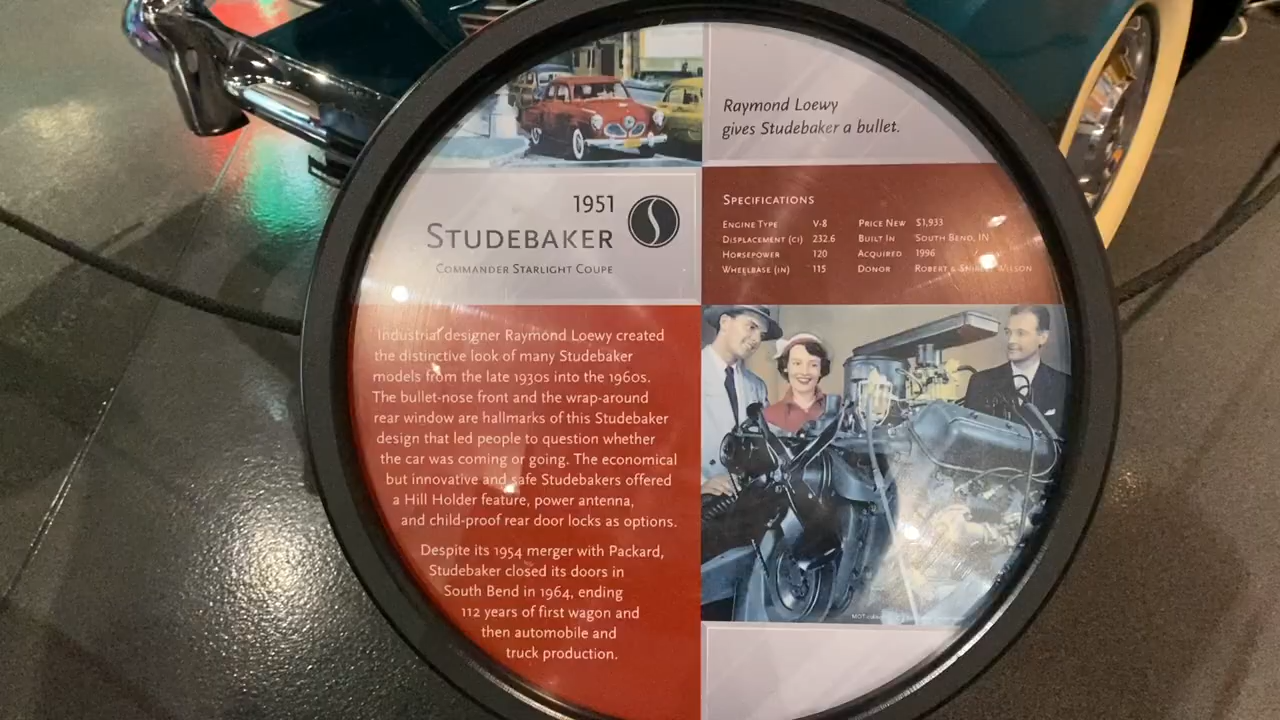 Raymond Loewy
gives Studebaker a bullet.
1951
STUDEBAKER
COMMANDER STARLIGHT COUPE
SPECIFICATIONS
ENGINE TYPE V-8 PRICE NEW $1,933
DISPLACEMENT (CI) 232.6 BUILT IN SOUTH BEND, IN
HORSEPOWER 120 ACQUIRED 1996
WHEELBASE (IN) 115 DONOR ROBERT & SHIRLEY WILSON
Industrial designer Raymond Loewy created
the distinctive look of many Studebaker
models from the late 1930s into the 1960s.
The bullet-nose front and the wrap-around
rear window are hallmarks of this Studebaker
design that led people to question whether
the car was coming or going. The economical
but innovative and safe Studebakers offered
a Hill Holder feature, power antenna,
and child-proof rear door locks as options.
Despite its 1954 merger with Packard,
Studebaker closed its doors in
South Bend in 1964, ending
112 years of first wagon and
then automobile and
truck production.